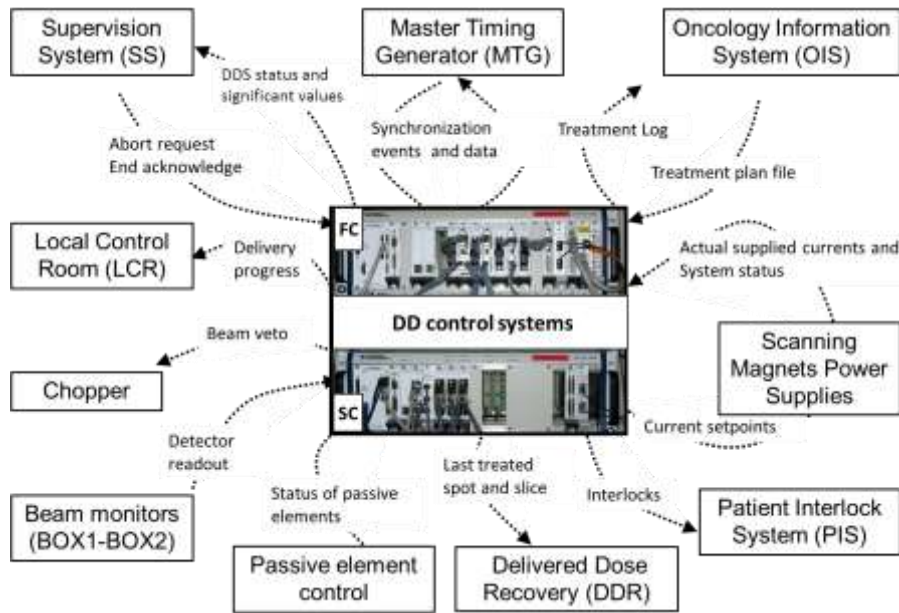 Supervision
System (SS)
Master Timing
Generator (MTG)
Oncology Information
System (OIS)
DDS status and
significant values
Synchronization
events and data
Treatment Log
Abort request
End acknowledge
Treatment plan file
FC
Local Control
Room (LCR)
Delivery
progress
Actual supplied currents and
System status
DD control systems
Beam veto
Scanning
Magnets Power
Supplies
Chopper
SC
Current setpoints
Detector
readout
Last treated
spot and slice
Status of passive
elements
Interlocks
Beam monitors
(BOX1-BOX2)
Patient Interlock
System (PIS)
Passive element
control
Delivered Dose
Recovery (DDR)